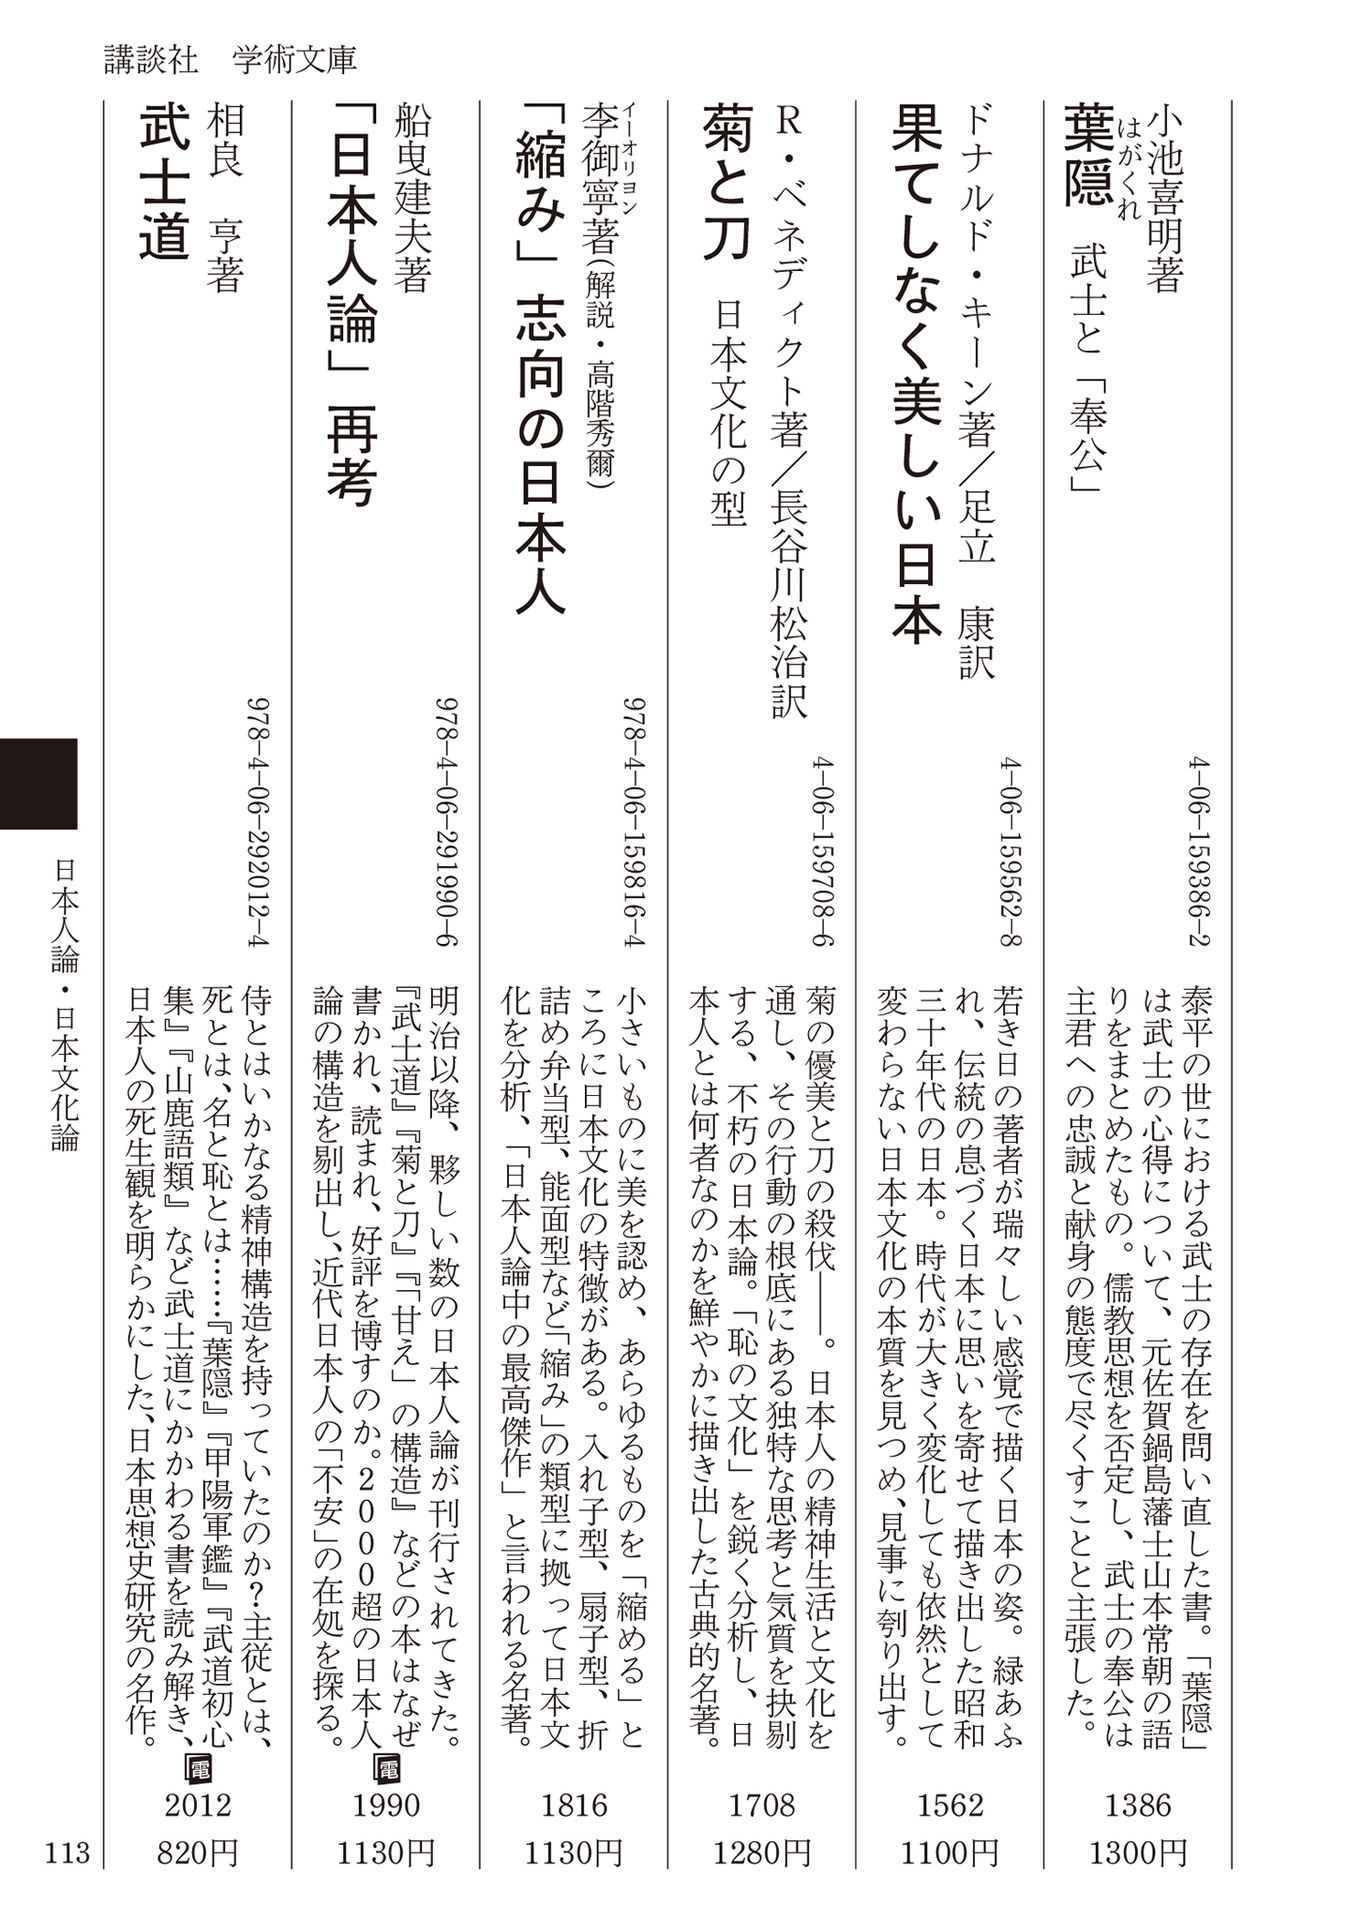 講談社　学術文庫
小池喜明著
葉隠　武士と「奉公」
はがくれ
4-06-159386-2
泰平の世における武士の存在を問い直した書。「葉隠」
は武士の心得について、元佐賀鍋島藩士山本常朝の語
りをまとめたもの。儒教思想を否定し、武士の奉公は
主君への忠誠と献身の態度で尽くすことと主張した。
1386
1300円
ドナルド・キーン著／足立　康訳
果てしなく美しい日本
4-06-159562-8
若き日の著者が瑞々しい感覚で描く日本の姿。緑あふ
れ、伝統の息づく日本に思いを寄せて描き出した昭和
三十年代の日本。時代が大きく変化しても依然として
変わらない日本文化の本質を見つめ、見事に刳り出す。
1562
1100円
R・ベネディクト著／長谷川松治訳
菊と刀　日本文化の型
4-06-159708-6
菊の優美と刀の殺伐――。日本人の精神生活と文化を
通し、その行動の根底にある独特な思考と気質を抉剔
する、不朽の日本論。「恥の文化」を鋭く分析し、日
本人とは何者なのかを鮮やかに描き出した古典的名著。
1708
1280円
イーオリヨン
李御寧著（解説・高階秀爾）
「縮み」志向の日本人
978-4-06-159816-4
小さいものに美を認め、あらゆるものを「縮める」と
ころに日本文化の特徴がある。入れ子型、扇子型、折
詰め弁当型、能面型など「縮み」の類型に拠って日本文
化を分析、「日本人論中の最高傑作」と言われる名著。
1816
1130円
船曳建夫著
「日本人論」再考
978-4-06-291990-6
明治以降、夥しい数の日本人論が刊行されてきた。
『武士道』『菊と刀』『「甘え」の構造』などの本はなぜ
書かれ、読まれ、好評を博すのか。2000超の日本人
論の構造を剔出し、近代日本人の「不安」の在処を探る。
電
1990
1130円
相良　亨著
武士道
978-4-06-292012-4
侍とはいかなる精神構造を持っていたのか？主従とは、
死とは、名と恥とは……『葉隠』『甲陽軍鑑』『武道初心
集』『山鹿語類』など武士道にかかわる書を読み解き、
日本人の死生観を明らかにした、日本思想史研究の名作。
電
2012
820円
日本人論・日本文化論
113